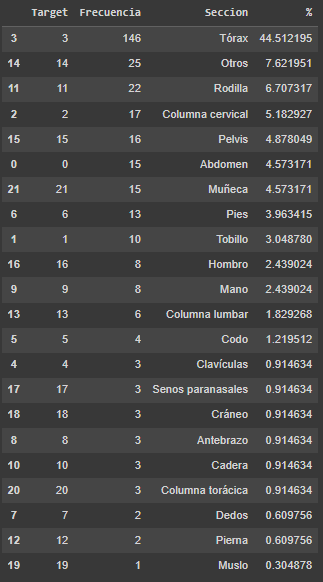 Target Frecuencia Seccion %
3 3 146 Tórax 44.512195
14 14 25 Otros 7.621951
11 11 22 Rodilla 6.707317
2 2 17 Columna cervical 5.182927
15 15 16 Pelvis 4.878049
0 0 15 Abdomen 4.573171
21 21 15 Muñeca 4.573171
6 6 13 Pies 3.963415
1 1 10 Tobillo 3.048780
16 16 8 Hombro 2.439024
9 9 8 Mano 2.439024
13 13 6 Columna lumbar 1.829268
5 5 4 Codo 1.219512
4 4 3 Clavículas 0.914634
17 17 3 Senos paranasales 0.914634
18 18 3 Cráneo 0.914634
8 8 3 Antebrazo 0.914634
10 10 3 Cadera 0.914634
20 20 3 Columna torácica 0.914634
7 7 2 Dedos 0.609756
12 12 2 Pierna 0.609756
19 19 1 Muslo 0.304878